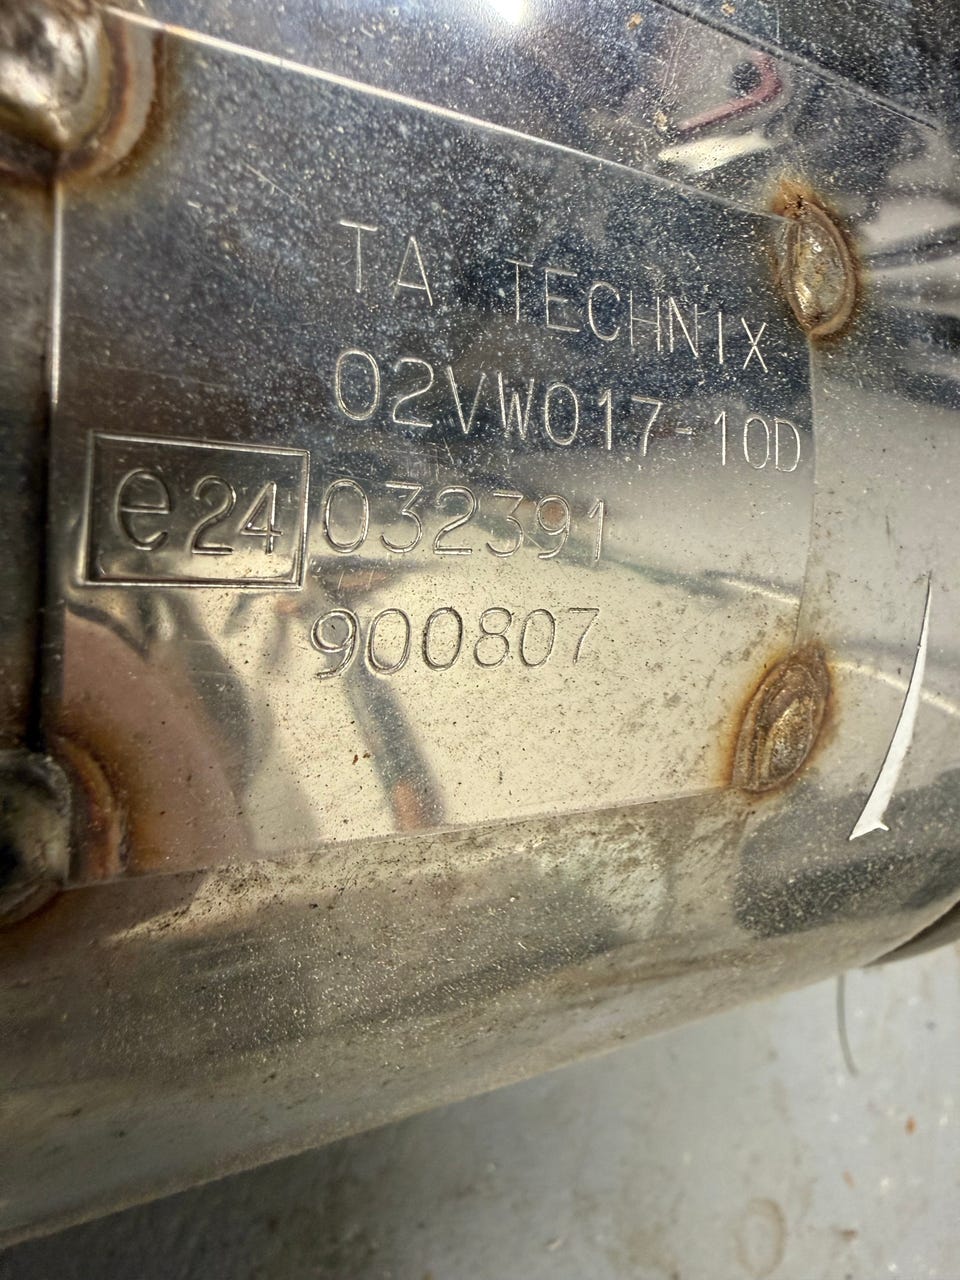 TA TECHNIX
02VW017-10D
e24 032391
900807